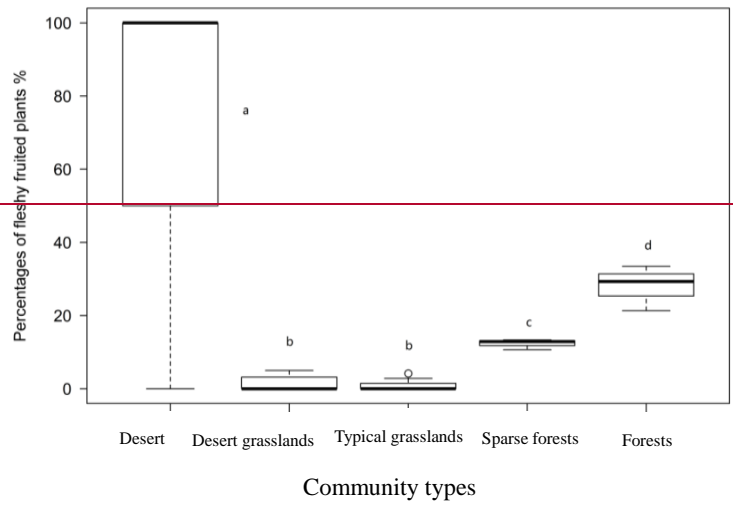 Percentages of fleshy fruited plants %
100
80
60
40
20
0
a
b
b
c
d
Desert
Desert grasslands
Typical grasslands
Sparse forests
Forests
Community types